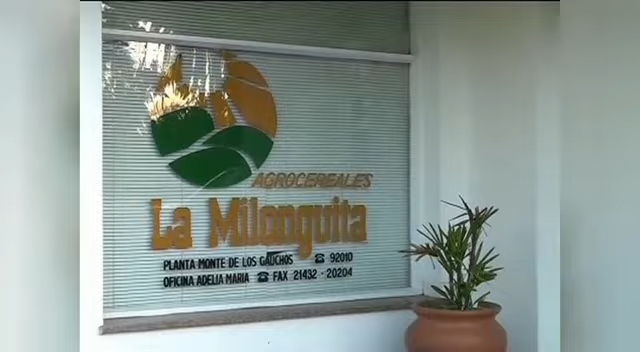 AGROCEREALES
La Milonguita
PLANTA MONTE DE LOS GAUCHOS ☎ 92010
OFICINA ADELIA MARIA ☎ FAX 21432 - 20204